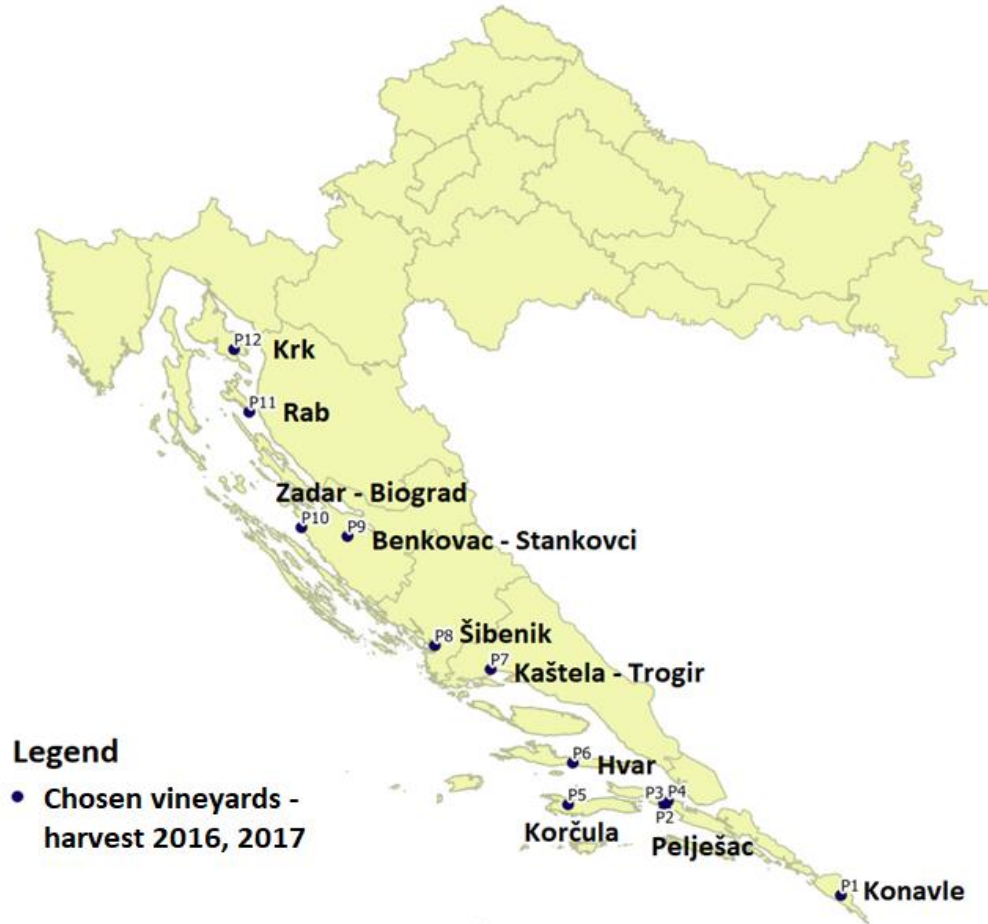 P12 Krk
P11 Rab
Zadar - Biograd
P10
P9
Benkovac - Stankovci
P8 Šibenik
P7 Kaštela - Trogir
Legend
Chosen vineyards -
harvest 2016, 2017
P6 Hvar
P3 P4
P5
P2
Korčula
Pelješac
P1 Konavle